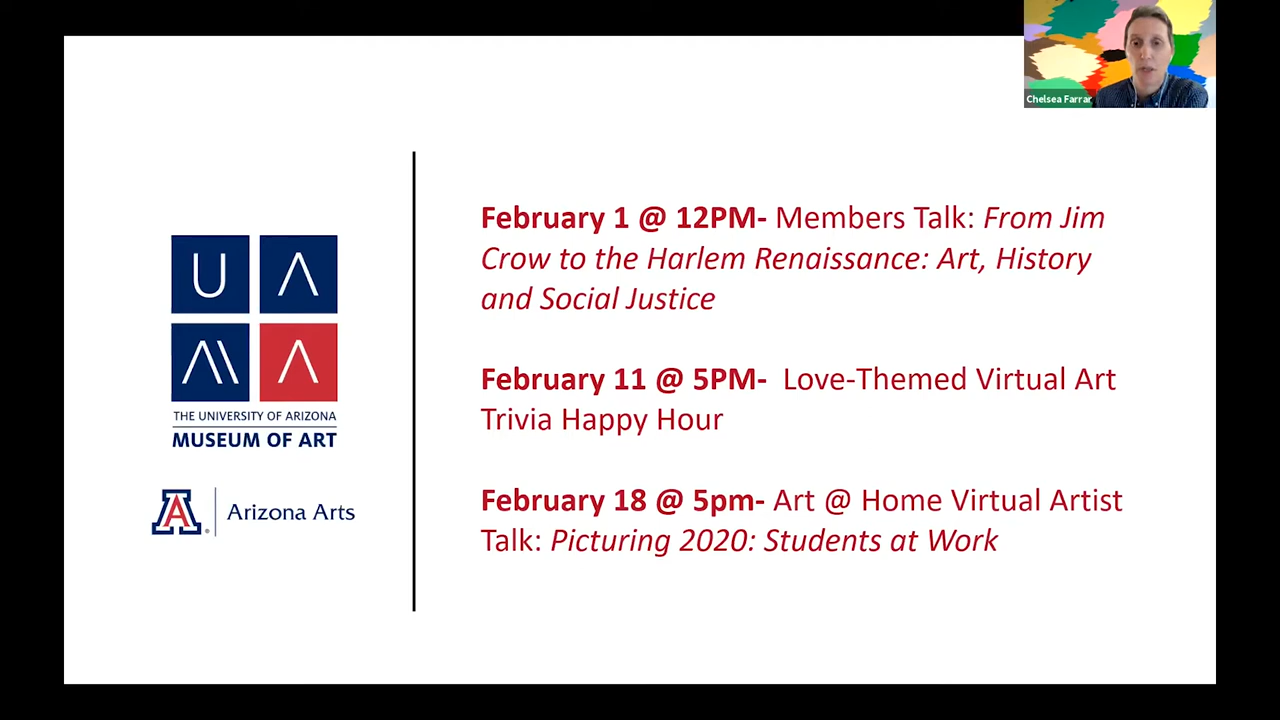 Chelsea Farrar
February 1 @ 12PM- Members Talk: From Jim
Crow to the Harlem Renaissance: Art, History
and Social Justice
February 11 @ 5PM- Love-Themed Virtual Art
Trivia Happy Hour
February 18 @ 5pm- Art @ Home Virtual Artist
Talk: Picturing 2020: Students at Work
U A
M A
THE UNIVERSITY OF ARIZONA
MUSEUM OF ART
A
Arizona Arts